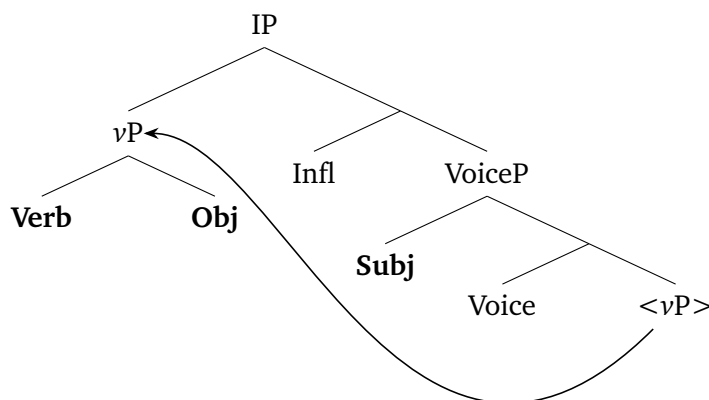 IP
vP
Infl VoiceP
Verb Obj
Subj
Voice <vP>